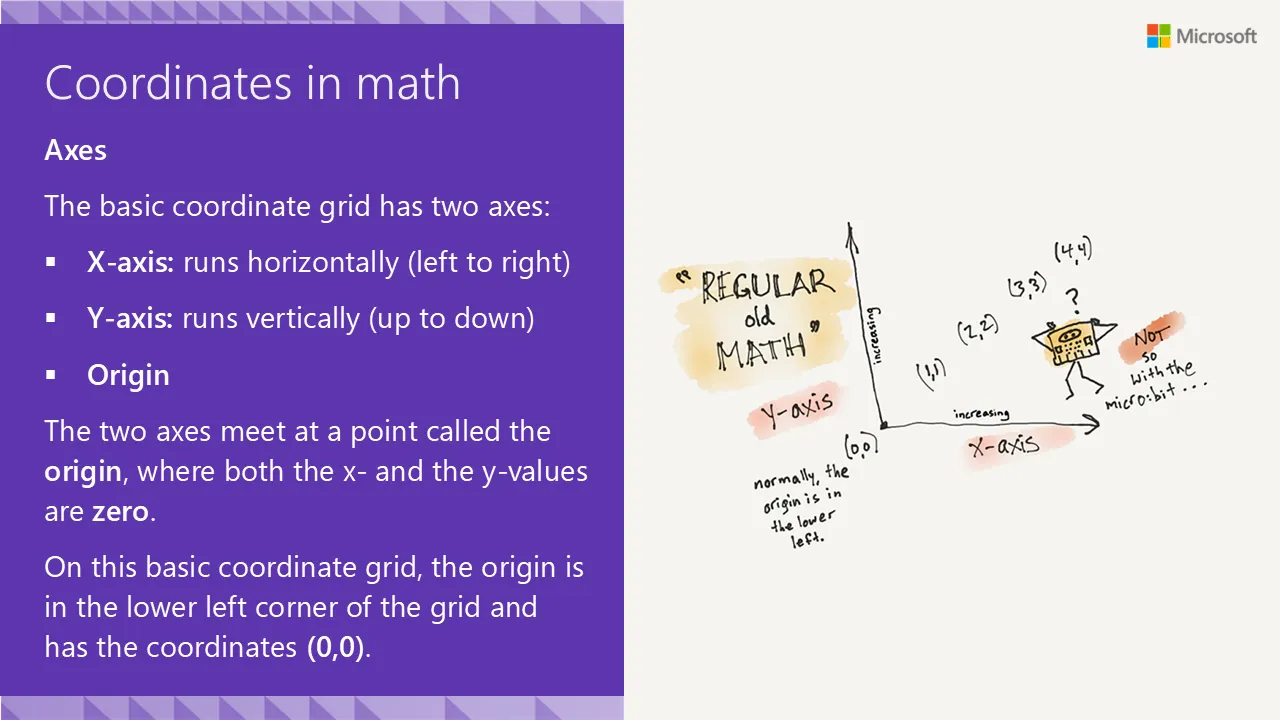 Coordinates in math
Axes
The basic coordinate grid has two axes:
▪ X-axis: runs horizontally (left to right)
▪ Y-axis: runs vertically (up to down)
▪ Origin
The two axes meet at a point called the
origin, where both the x- and the y-values
are zero.
On this basic coordinate grid, the origin is
in the lower left corner of the grid and
has the coordinates (0,0).
Microsoft
"REGULAR
old
MATH"
Y-axis
increasing
(0,0)
normally, the
origin is in
the lower
left.
(1,1)
(2,2)
(3,3)
(4,4)
?
increasing
X-axis
NOT
so
with the
micro:bit...